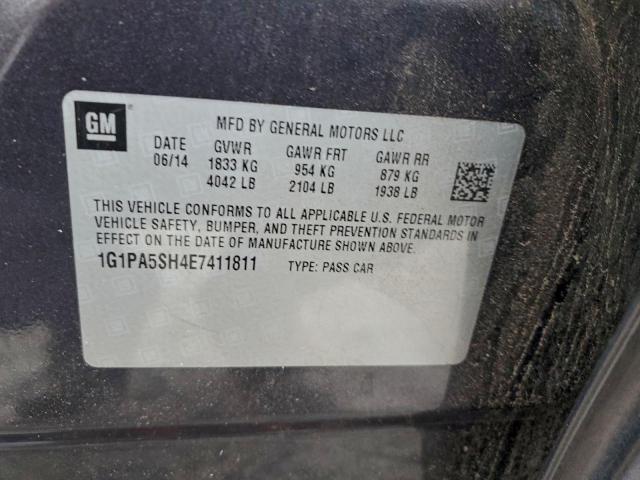 GM
MFD BY GENERAL MOTORS LLC
DATE GVWR GAWR FRT GAWR RR
06/14 1833 KG 954 KG 879 KG
4042 LB 2104 LB 1938 LB
THIS VEHICLE CONFORMS TO ALL APPLICABLE U.S. FEDERAL MOTOR
VEHICLE SAFETY, BUMPER, AND THEFT PREVENTION STANDARDS IN
EFFECT ON THE DATE OF MANUFACTURE SHOWN ABOVE.
1G1PA5SH4E7411811 TYPE: PASS CAR